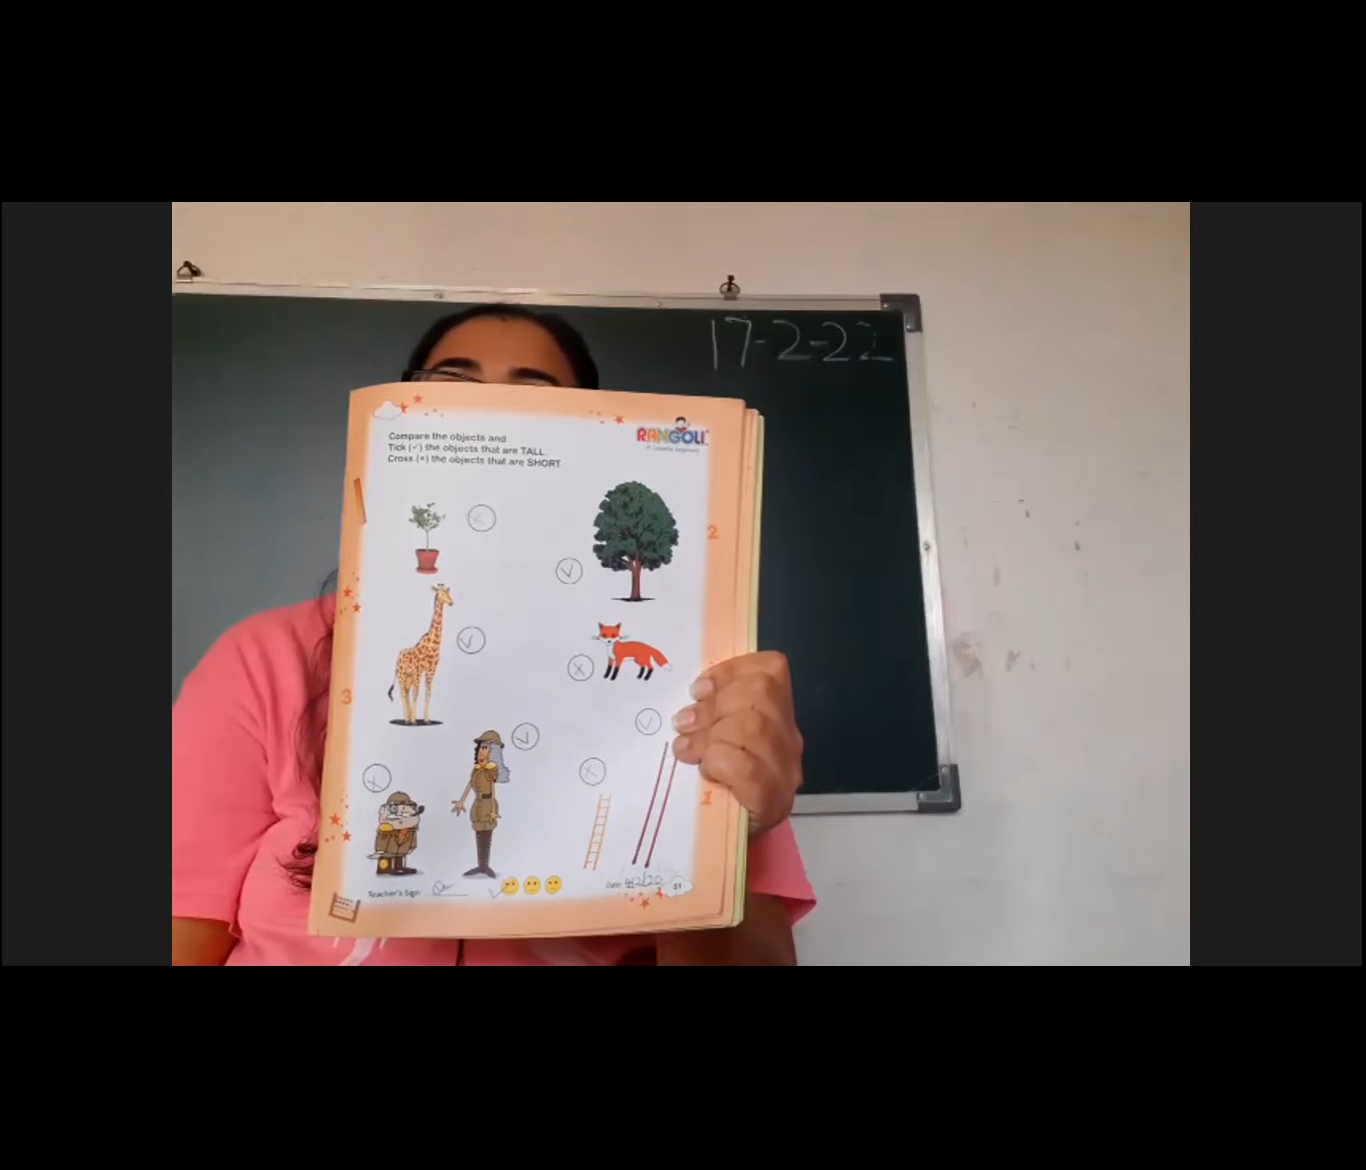 17-2-22
RANGOLI
Compare the objects and
Tick (✓) the objects that are TALL.
Cross (×) the objects that are SHORT
2
3
1
Teacher's Sign
Date:
61